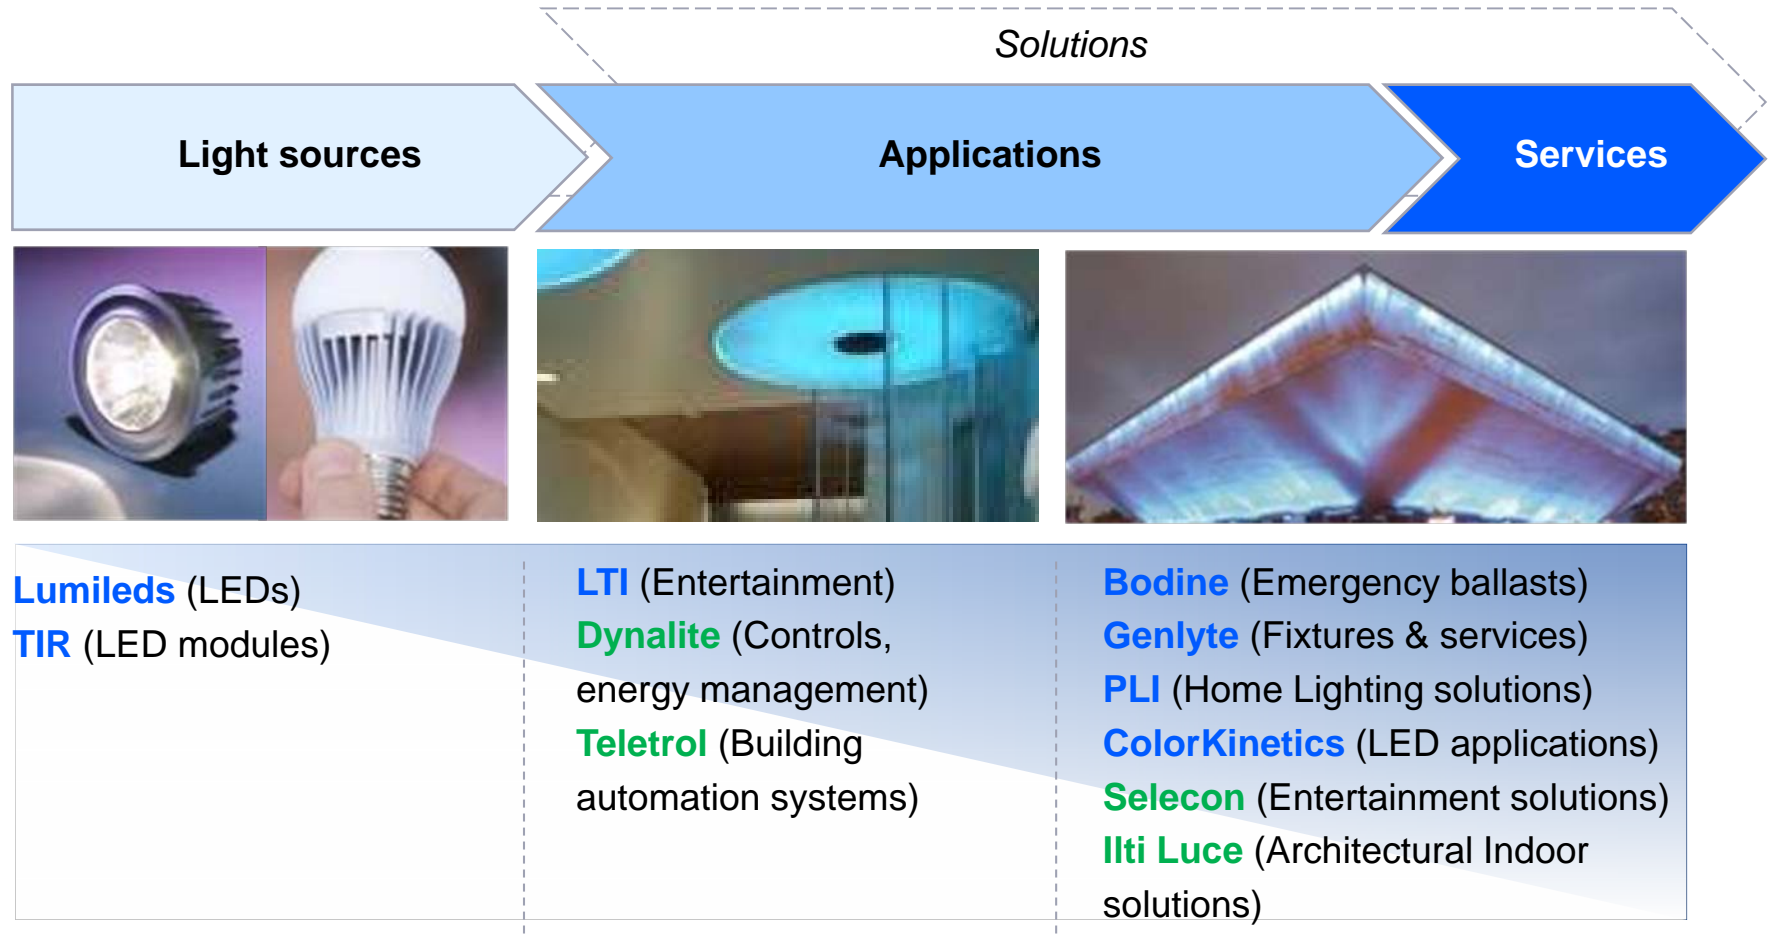 Solutions
Light sources
Applications
Services
Lumileds (LEDs)
TIR (LED modules)
LTI (Entertainment)
Dynalite (Controls,
energy management)
Teletrol (Building
automation systems)
Bodine (Emergency ballasts)
Genlyte (Fixtures & services)
PLI (Home Lighting solutions)
ColorKinetics (LED applications)
Selecon (Entertainment solutions)
Ilti Luce (Architectural Indoor
solutions)